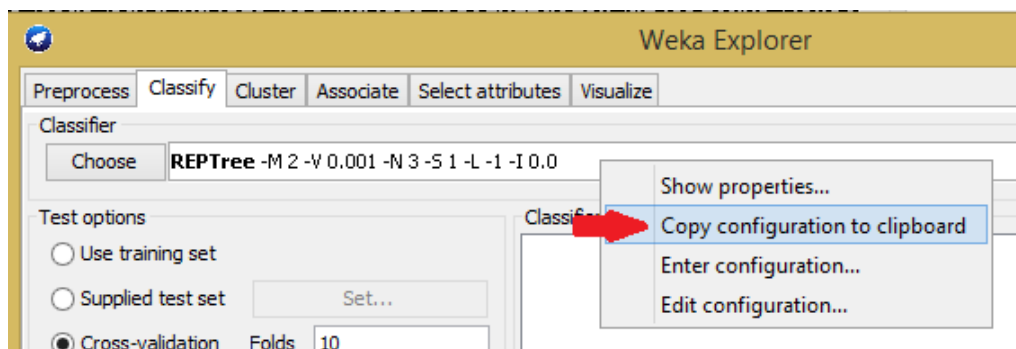 Weka Explorer
Preprocess Classify Cluster Associate Select attributes Visualize
Classifier
Choose REPTree -M 2 -V 0.001 -N 3 -S 1 -L -1 -I 0.0
Show properties...
Test options
Copy configuration to clipboard
Use training set
Enter configuration...
Supplied test set Set...
Edit configuration...
Cross-validation Folds 10